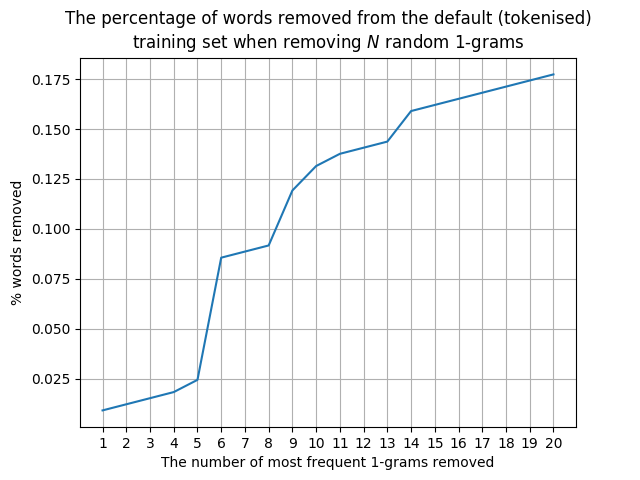 The percentage of words removed from the default (tokenised)
training set when removing N random 1-grams
0.175
0.150
0.125
0.100
0.075
0.050
0.025
% words removed
1 2 3 4 5 6 7 8 9 10 11 12 13 14 15 16 17 18 19 20
The number of most frequent 1-grams removed